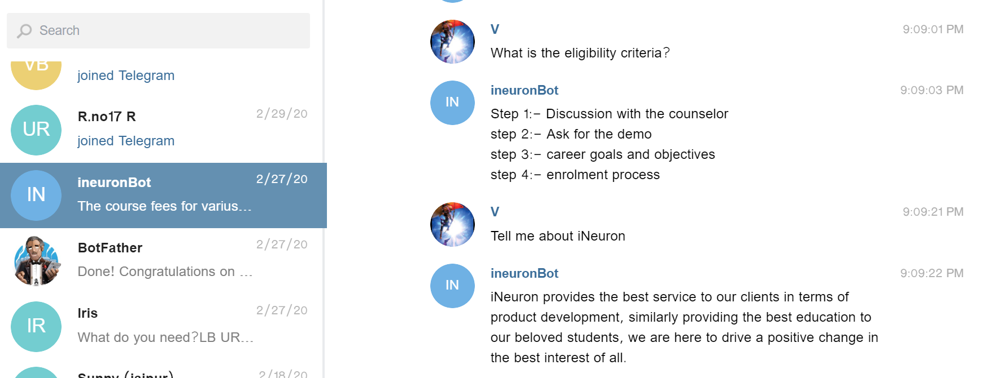 Search
VB
joined Telegram
UR
R.no17 R
2/29/20
joined Telegram
IN
ineuronBot
2/27/20
The course fees for varius...
BotFather
2/27/20
Done! Congratulations on ...
IR
Iris
2/27/20
What do you need?LB UR...
Sunny (jaipur)
2/18/20
V
9:09:01 PM
What is the eligibility criteria?
IN
ineuronBot
9:09:03 PM
Step 1:- Discussion with the counselor
step 2:- Ask for the demo
step 3:- career goals and objectives
step 4:- enrolment process
V
9:09:21 PM
Tell me about iNeuron
IN
ineuronBot
9:09:22 PM
iNeuron provides the best service to our clients in terms of
product development, similarly providing the best education to
our beloved students, we are here to drive a positive change in
the best interest of all.